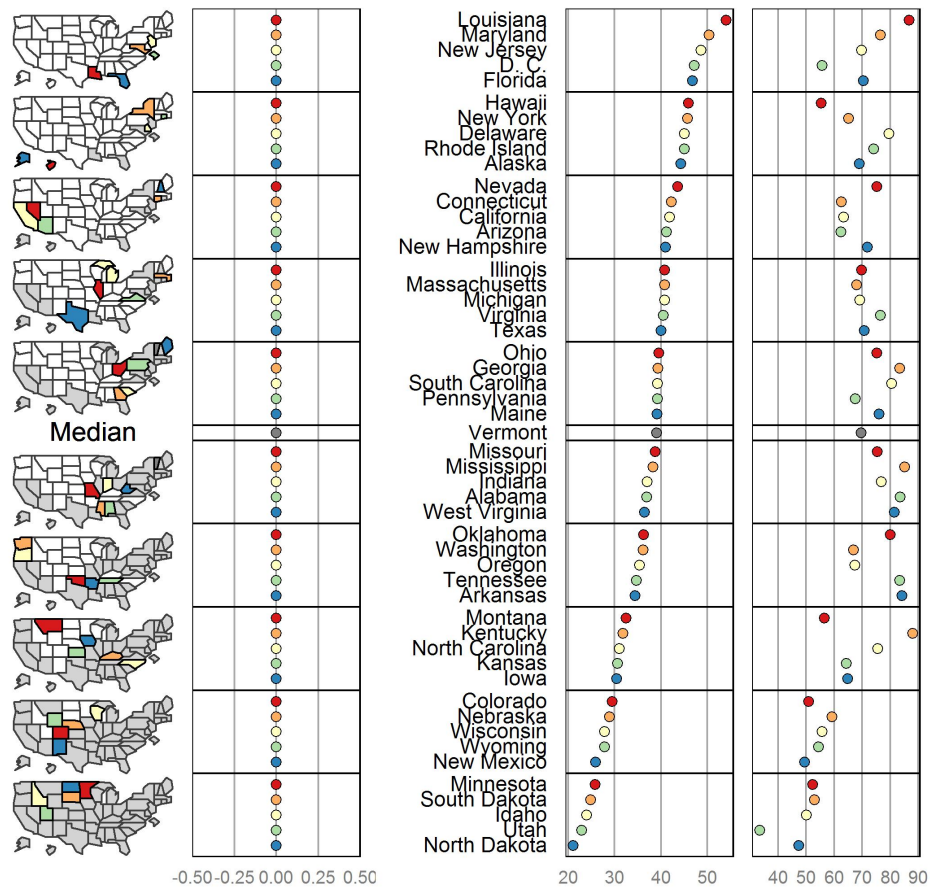 Louisiana
Maryland
New Jersey
D. C.
Florida
Hawaii
New York
Delaware
Rhode Island
Alaska
Nevada
Connecticut
California
Arizona
New Hampshire
Illinois
Massachusetts
Michigan
Virginia
Texas
Ohio
Georgia
South Carolina
Pennsylvania
Maine
Median
Vermont
Missouri
Mississippi
Indiana
Alabama
West Virginia
Oklahoma
Washington
Oregon
Tennessee
Arkansas
Montana
Kentucky
North Carolina
Kansas
Iowa
Colorado
Nebraska
Wisconsin
Wyoming
New Mexico
Minnesota
South Dakota
Idaho
Utah
North Dakota
-0.50 -0.25 0.00 0.25 0.50 20 30 40 50 40 50 60 70 80 90